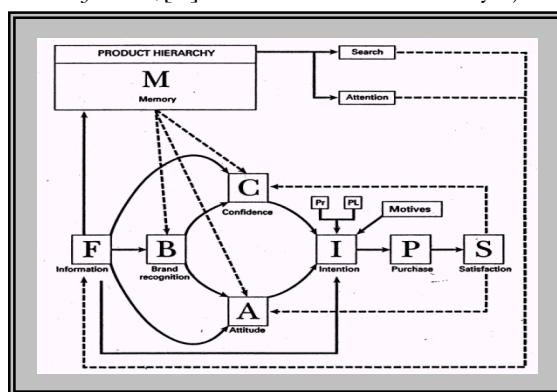 PRODUCT HIERARCHY
M
Memory
Search
Attention
C
Confidence
Pr
PL
Motives
F
Information
B
Brand
recognition
I
Intention
P
Purchase
S
Satisfaction
A
Attitude